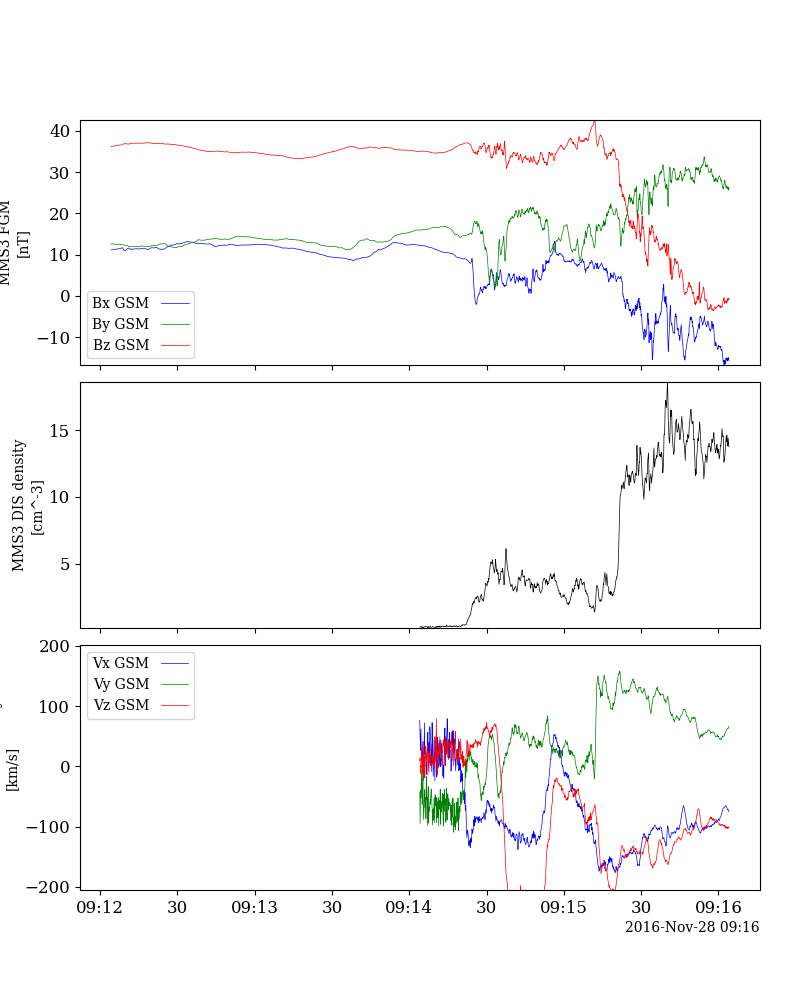 40
30
20
10
0
−10
MMS3 FGM
[nT]
Bx GSM
By GSM
Bz GSM
15
10
5
MMS3 DIS density
[cm^-3]
200
100
0
−100
−200
[km/s]
Vx GSM
Vy GSM
Vz GSM
09:12 30 09:13 30 09:14 30 09:15 30 09:16
2016-Nov-28 09:16